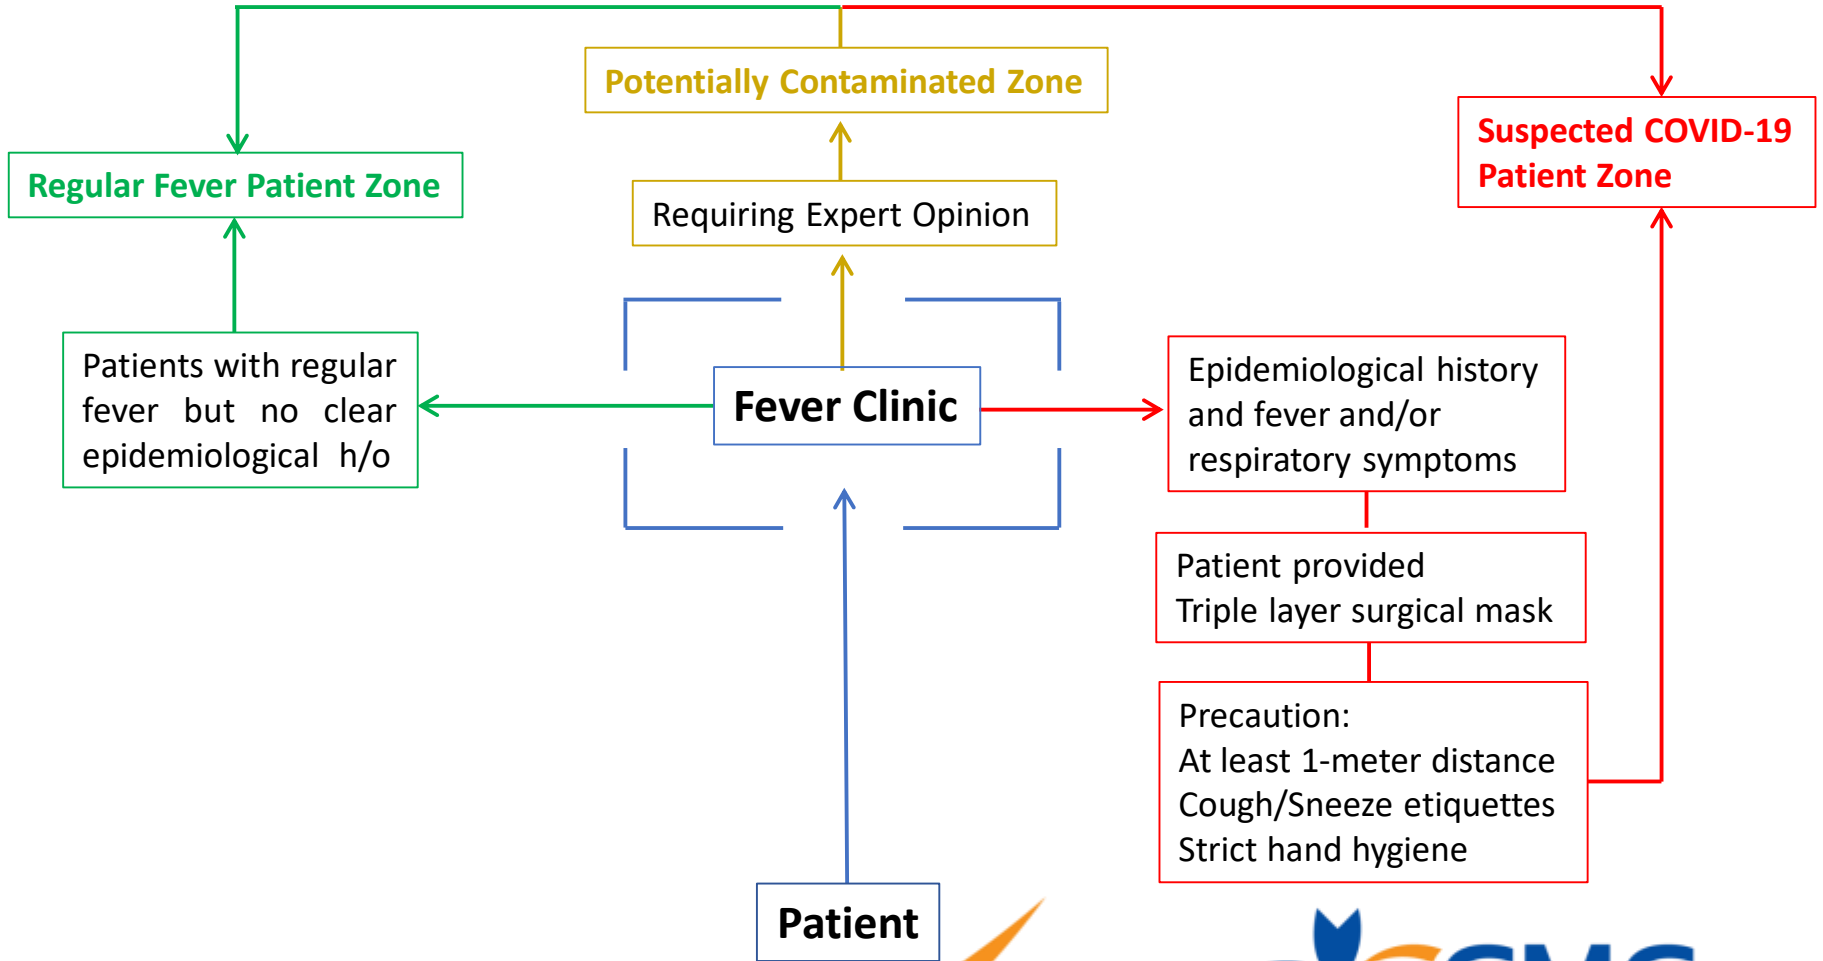 Potentially Contaminated Zone
Suspected COVID-19
Patient Zone
Regular Fever Patient Zone
Requiring Expert Opinion
Patients with regular
fever but no clear
epidemiological h/o
Fever Clinic
Epidemiological history
and fever and/or
respiratory symptoms
Patient provided
Triple layer surgical mask
Precaution:
At least 1-meter distance
Cough/Sneeze etiquettes
Strict hand hygiene
Patient